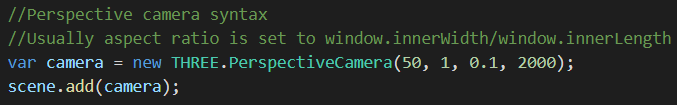 //Perspective camera syntax
//Usually aspect ratio is set to window.innerWidth/window.innerLength
var camera = new THREE.PerspectiveCamera(50, 1, 0.1, 2000);
scene.add(camera);